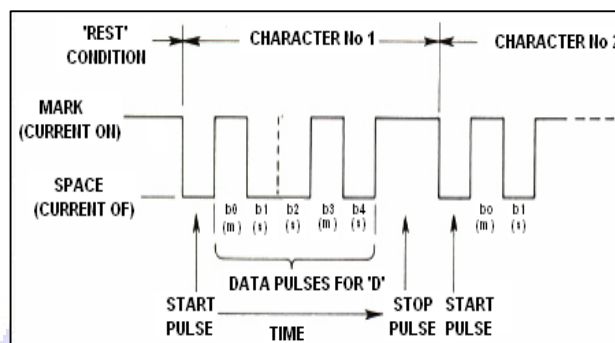 'REST'
CONDITION
CHARACTER No 1
CHARACTER No 2
MARK
(CURRENT ON)
SPACE
(CURRENT OF)
b0 b1 b2 b3 b4 bo b1
(m) (s) (s) (m) (s) (m) (s)
DATA PULSES FOR 'D'
START
PULSE
TIME
STOP
PULSE
START
PULSE